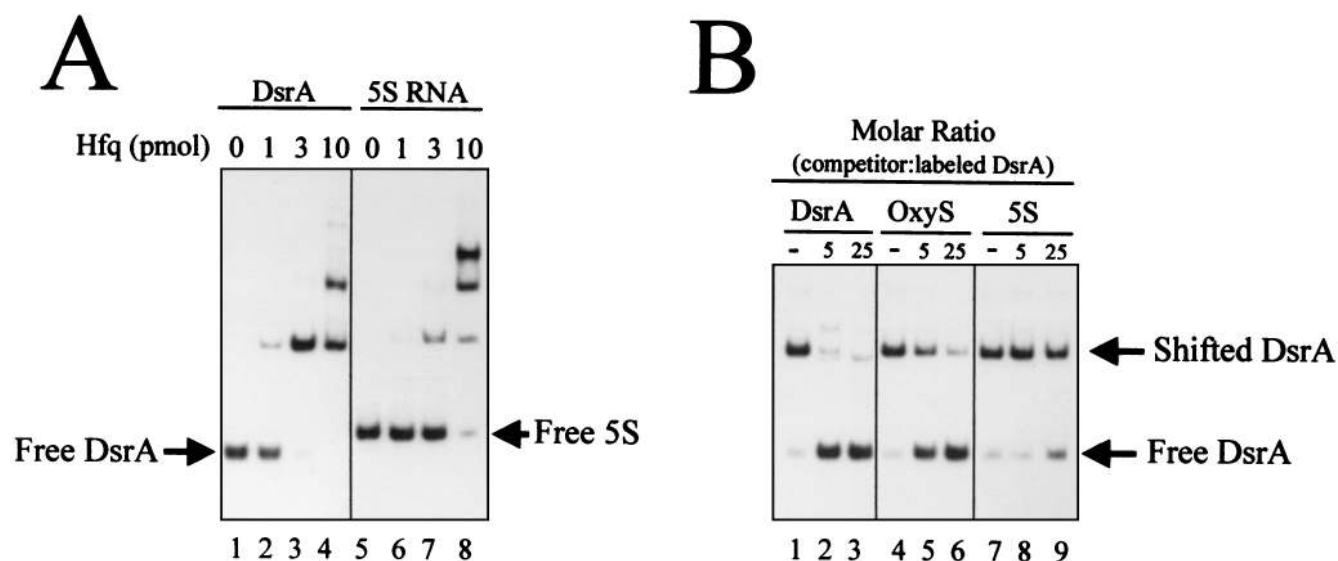 A
DsrA 5S RNA
Hfq (pmol) 0 1 3 10 0 1 3 10
Free DsrA
Free 5S
1 2 3 4 5 6 7 8
B
Molar Ratio
(competitor:labeled DsrA)
DsrA OxyS 5S
- 5 25 - 5 25 - 5 25
Shifted DsrA
Free DsrA
1 2 3 4 5 6 7 8 9